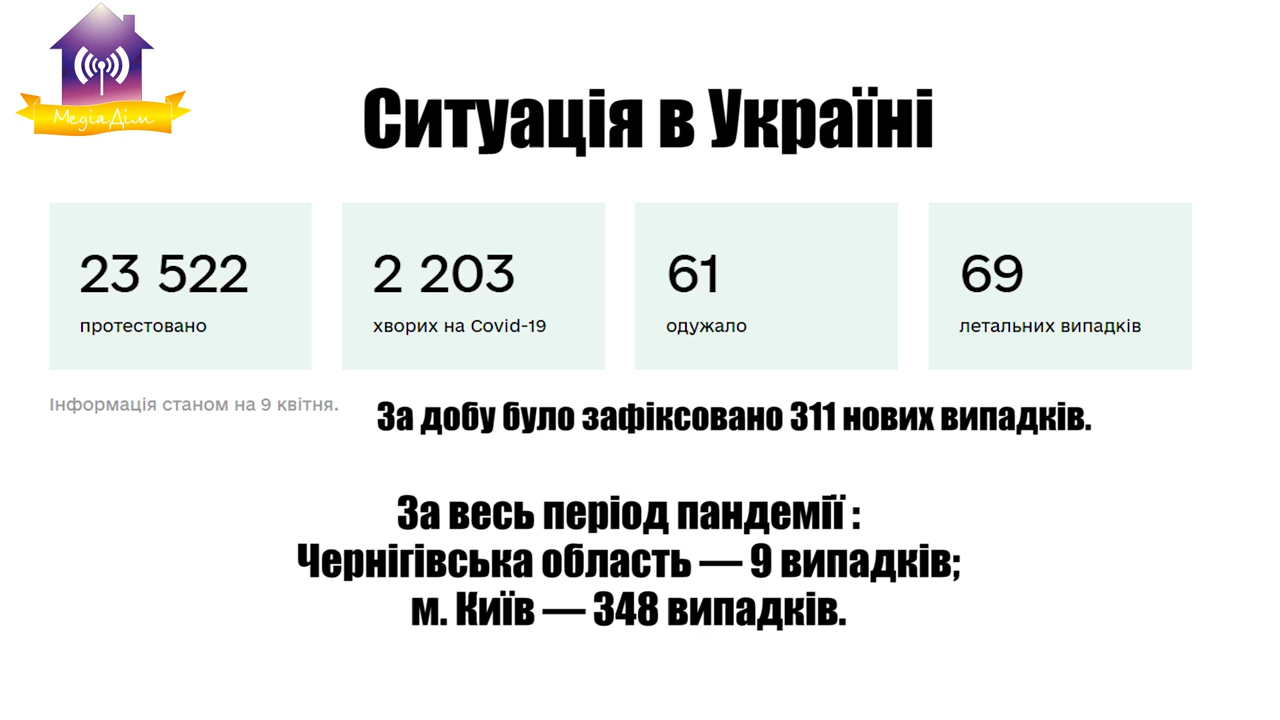 МедіаДім
Ситуація в Україні
23 522
протестовано
2 203
хворих на Covid-19
61
одужало
69
летальних випадків
Інформація станом на 9 квітня.
За добу було зафіксовано 311 нових випадків.
За весь період пандемії :
Чернігівська область — 9 випадків;
м. Київ — 348 випадків.